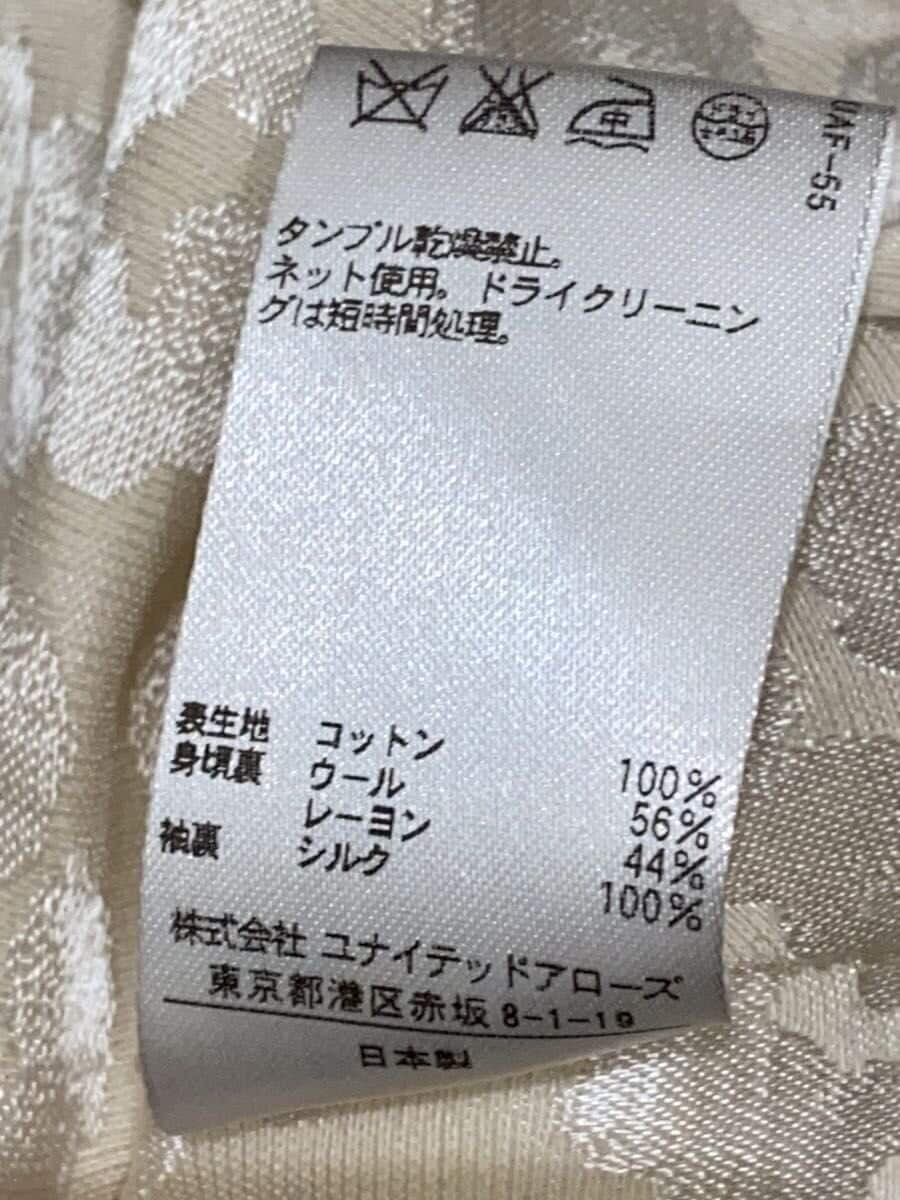 中
UAF-55
タンブル乾燥禁止。
ネット使用。ドライクリーニン
グは短時間処理。
表生地 コットン 100%
身頃裏 ウール 56%
レーヨン 44%
袖裏 シルク 100%
株式会社 ユナイテッドアローズ
東京都港区赤坂 8-1-19
日本製